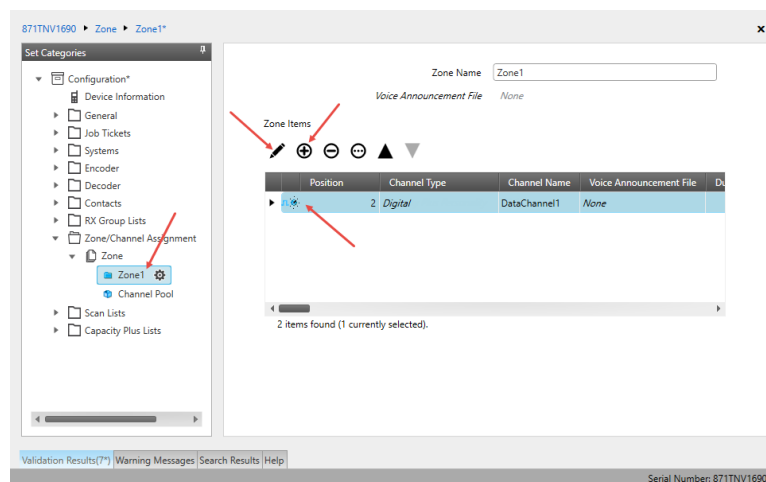 871TNV1690 Zone Zone1*
Set Categories
Configuration*
Device Information
General
Job Tickets
Systems
Encoder
Decoder
Contacts
RX Group Lists
Zone/Channel Assignment
Zone
Zone1
Channel Pool
Scan Lists
Capacity Plus Lists
Zone Name Zone1
Voice Announcement File None
Zone Items
Position Channel Type Channel Name Voice Announcement File Du
2 Digital DataChannel1 None
2 items found (1 currently selected).
Validation Results(7*) Warning Messages Search Results Help
Serial Number: 871TNV1690